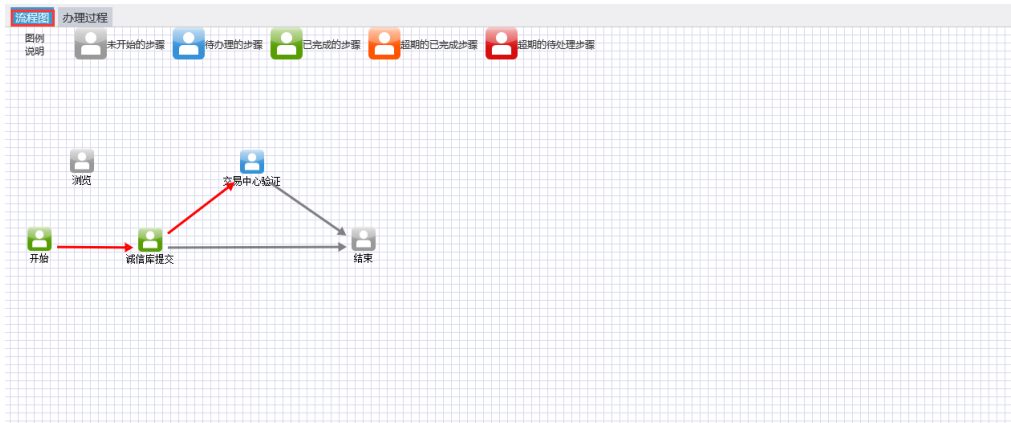 流程图 办理过程
图例
说明
未开始的步骤 待办理的步骤 已完成的步骤 超期的已完成步骤 超期的待处理步骤
浏览
交易中心验证
开始
诚信库提交
结束